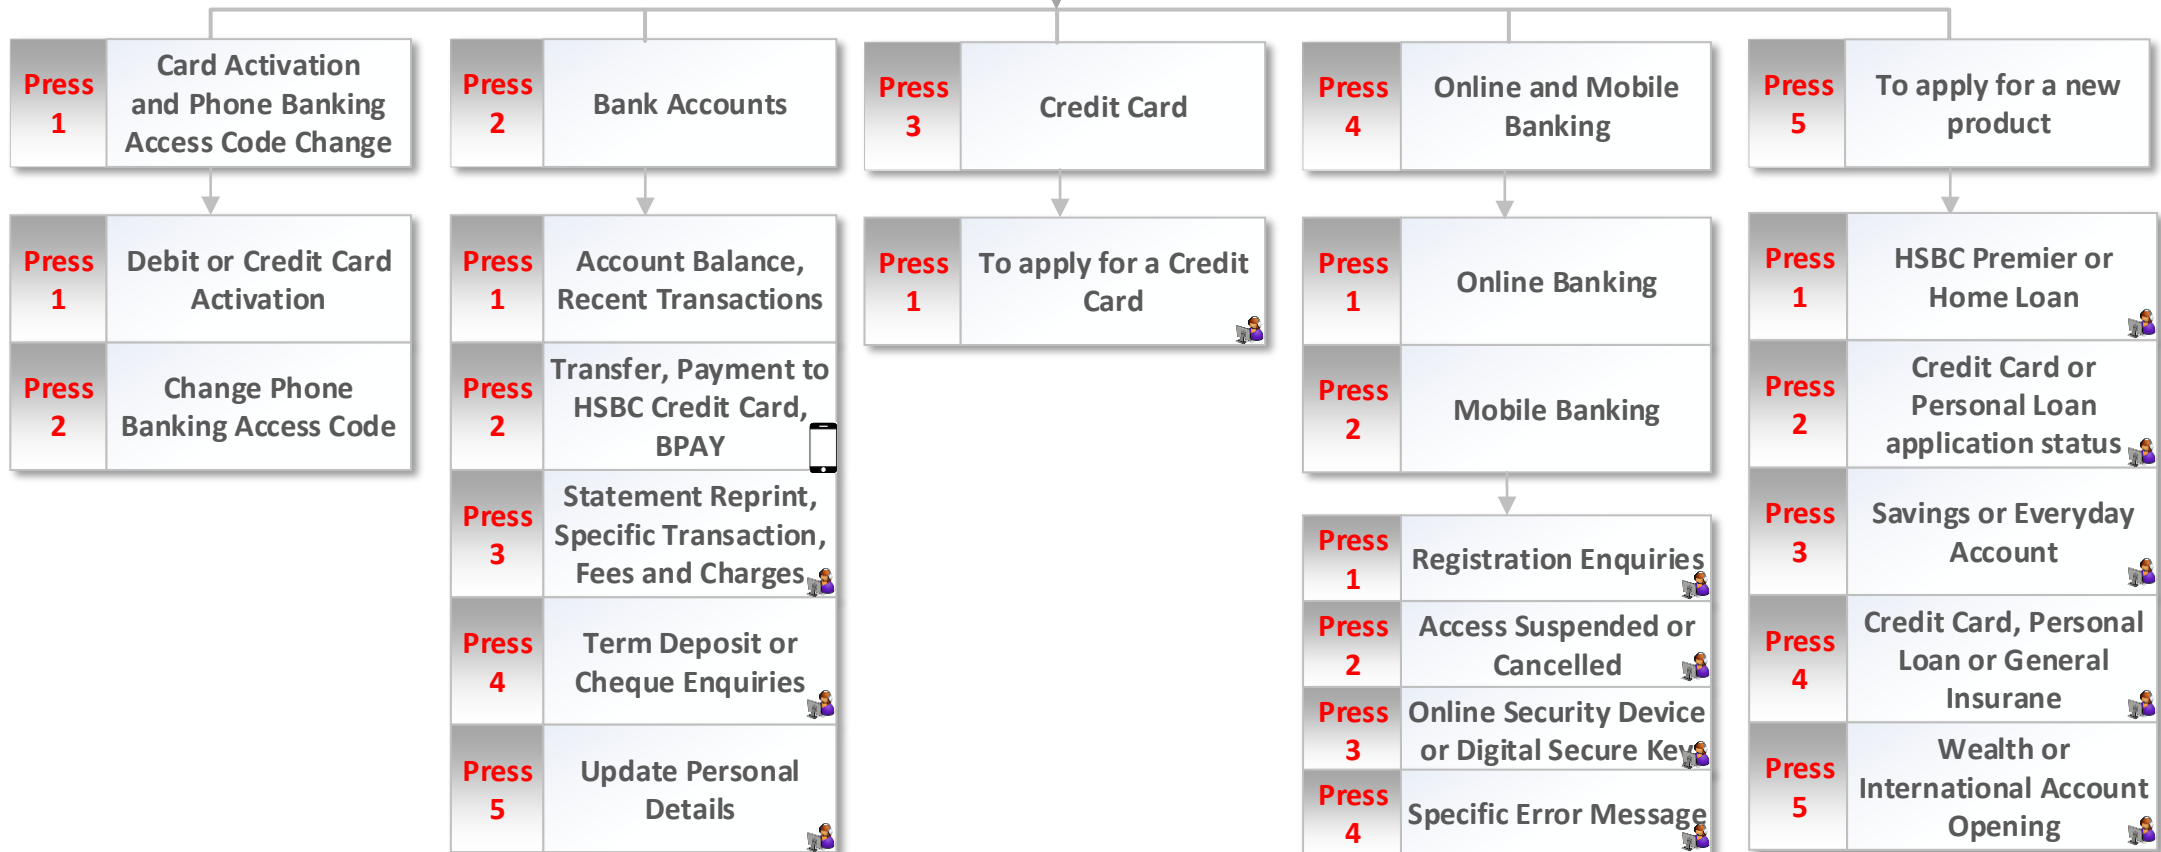 Press
1
Card Activation
and Phone Banking
Access Code Change
Press
2
Bank Accounts
Press
3
Credit Card
Press
4
Online and Mobile
Banking
Press
5
To apply for a new
product
Press
1
Debit or Credit Card
Activation
Press
2
Change Phone
Banking Access Code
Press
1
Account Balance,
Recent Transactions
Press
2
Transfer, Payment to
HSBC Credit Card,
BPAY
Press
3
Statement Reprint,
Specific Transaction,
Fees and Charges
Press
4
Term Deposit or
Cheque Enquiries
Press
5
Update Personal
Details
Press
1
To apply for a Credit
Card
Press
1
Online Banking
Press
2
Mobile Banking
Press
1
Registration Enquiries
Press
2
Access Suspended or
Cancelled
Press
3
Online Security Device
or Digital Secure Key
Press
4
Specific Error Message
Press
1
HSBC Premier or
Home Loan
Press
2
Credit Card or
Personal Loan
application status
Press
3
Savings or Everyday
Account
Press
4
Credit Card, Personal
Loan or General
Insurane
Press
5
Wealth or
International Account
Opening